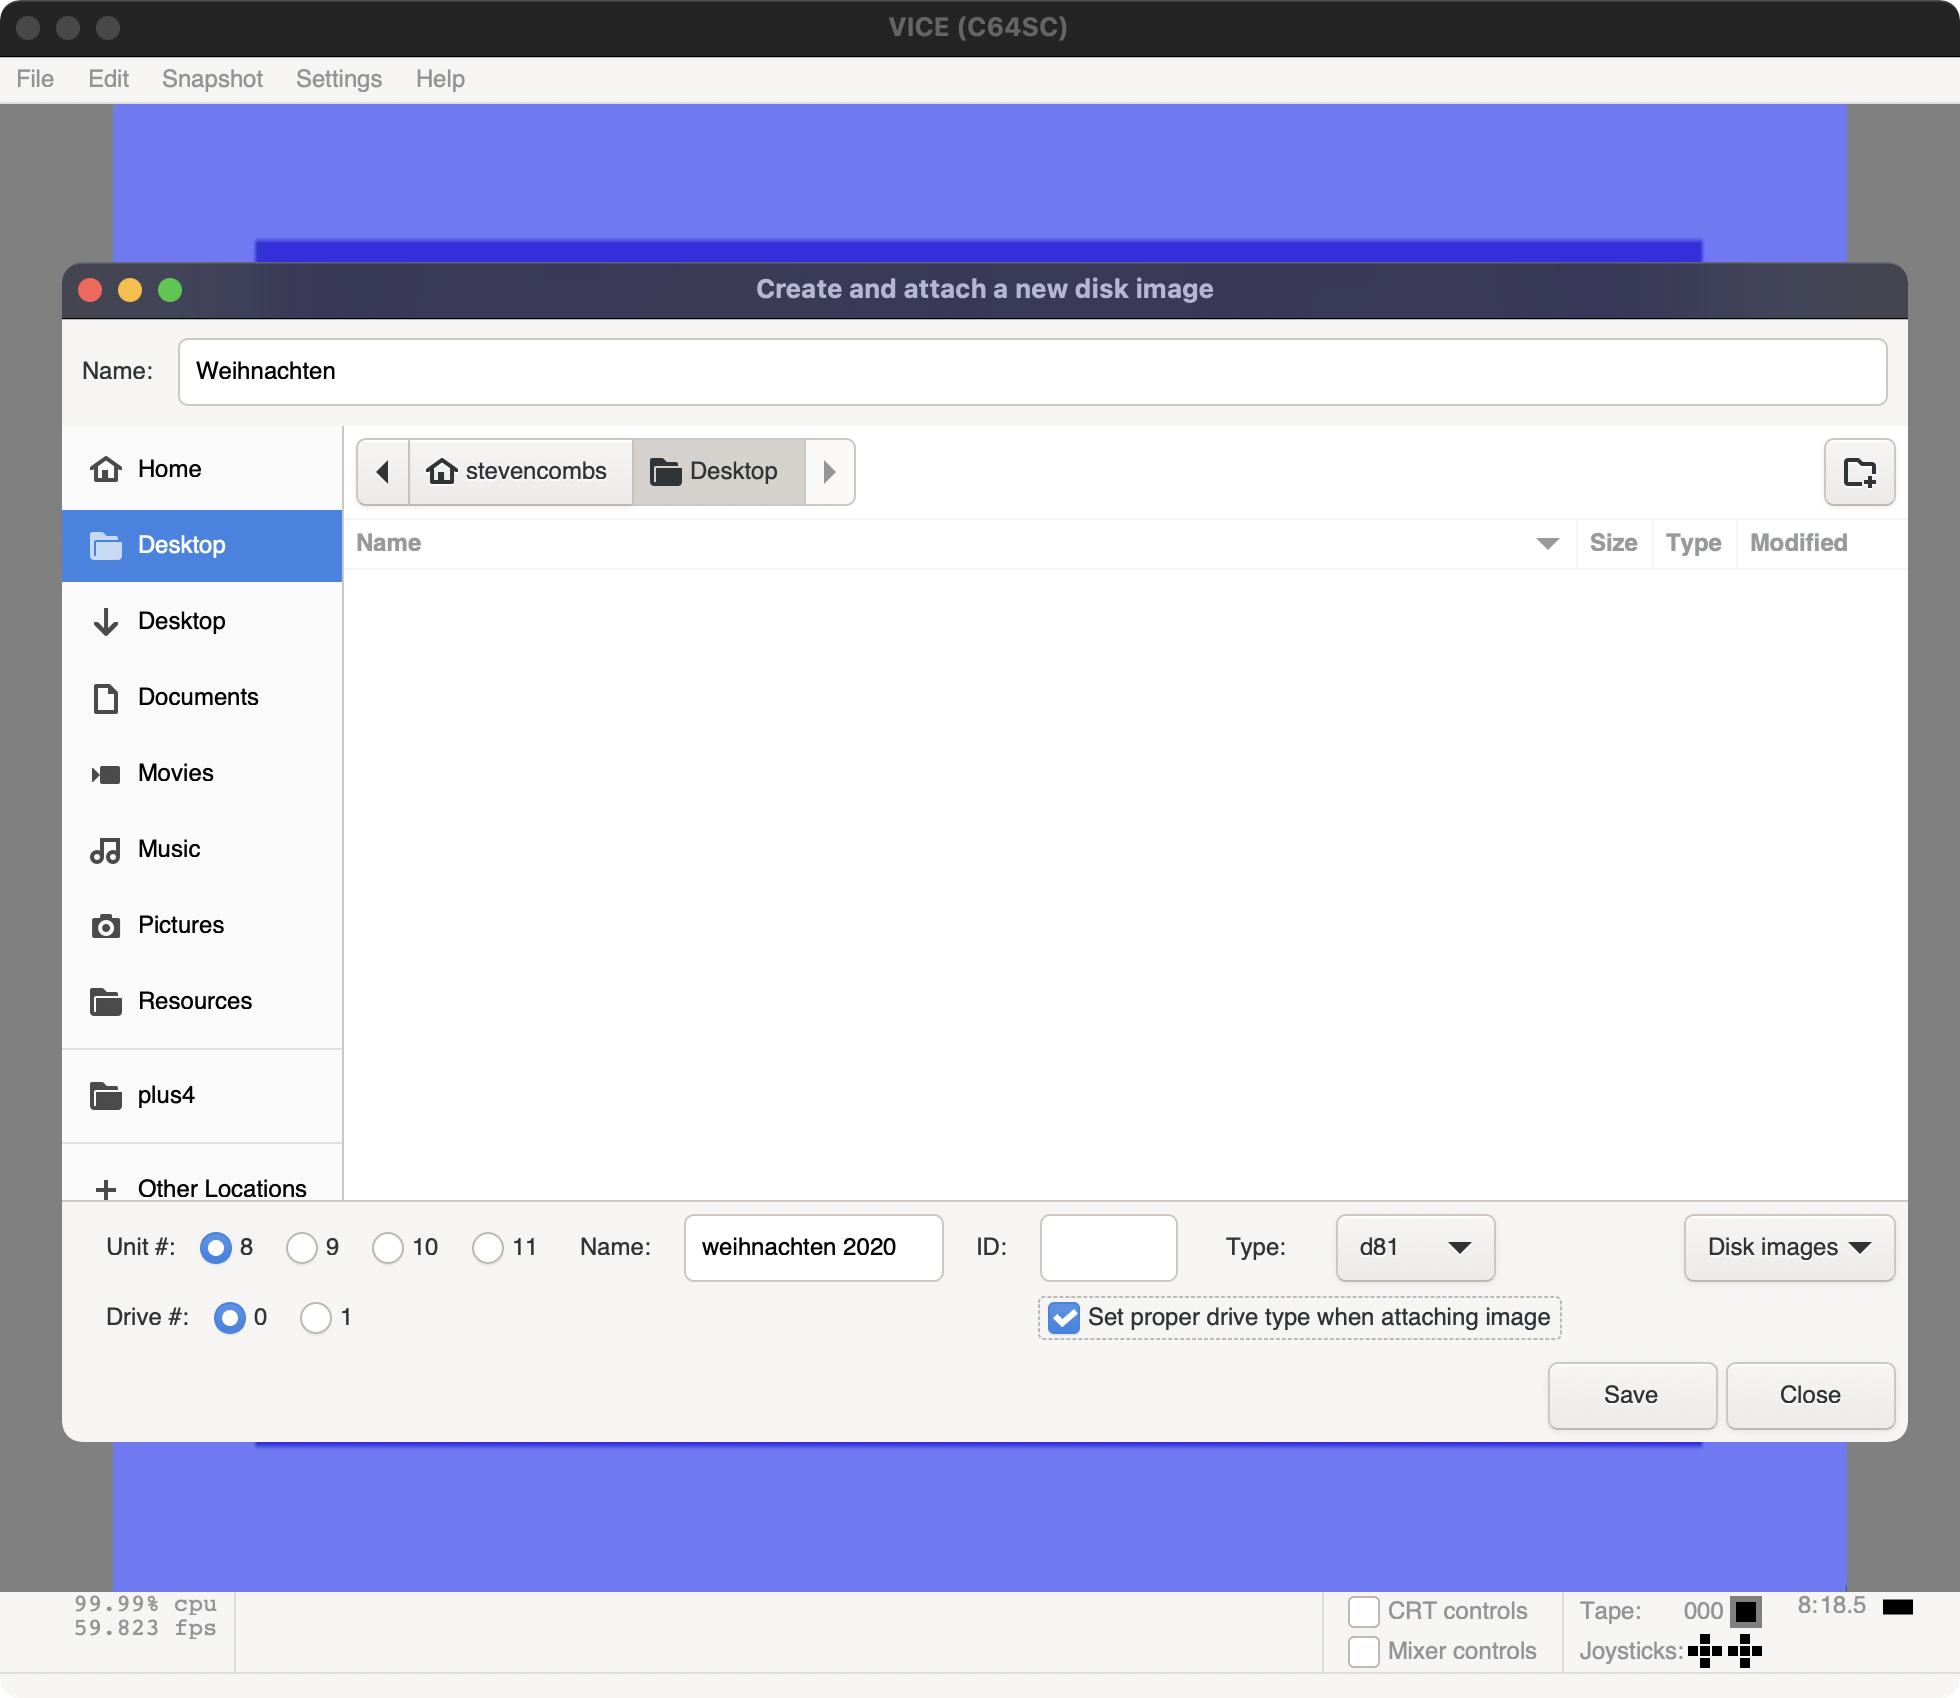 VICE (C64SC)
File Edit Snapshot Settings Help
Create and attach a new disk image
Name: Weihnachten
Home
stevencombs Desktop
Desktop
Name Size Type Modified
Desktop
Documents
Movies
Music
Pictures
Resources
plus4
Other Locations
Unit #: 8 9 10 11 Name: weihnachten 2020 ID: Type: d81 Disk images
Drive #: 0 1 Set proper drive type when attaching image
Save Close
99.99% cpu
59.823 fps
CRT controls
Mixer controls
Tape: 000
Joysticks:
8:18.5